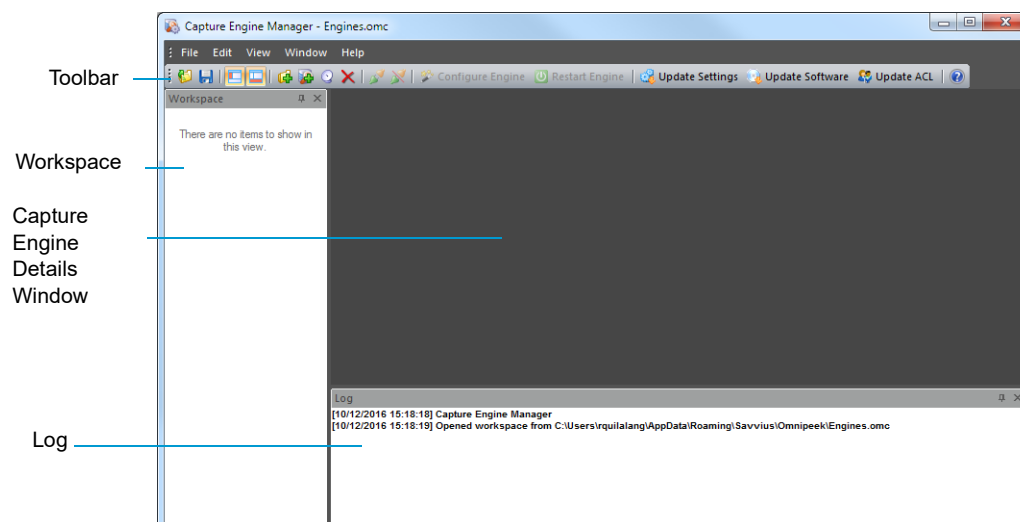 Capture Engine Manager - Engines.omc
File Edit View Window Help
Toolbar
Configure Engine Restart Engine Update Settings Update Software Update ACL
Workspace
There are no items to show in
this view.
Workspace
Capture
Engine
Details
Window
Log
[10/12/2016 15:18:18] Capture Engine Manager
[10/12/2016 15:18:19] Opened workspace from C:\Users\rquilalang\AppData\Roaming\Savvius\Omnipeek\Engines.omc
Log